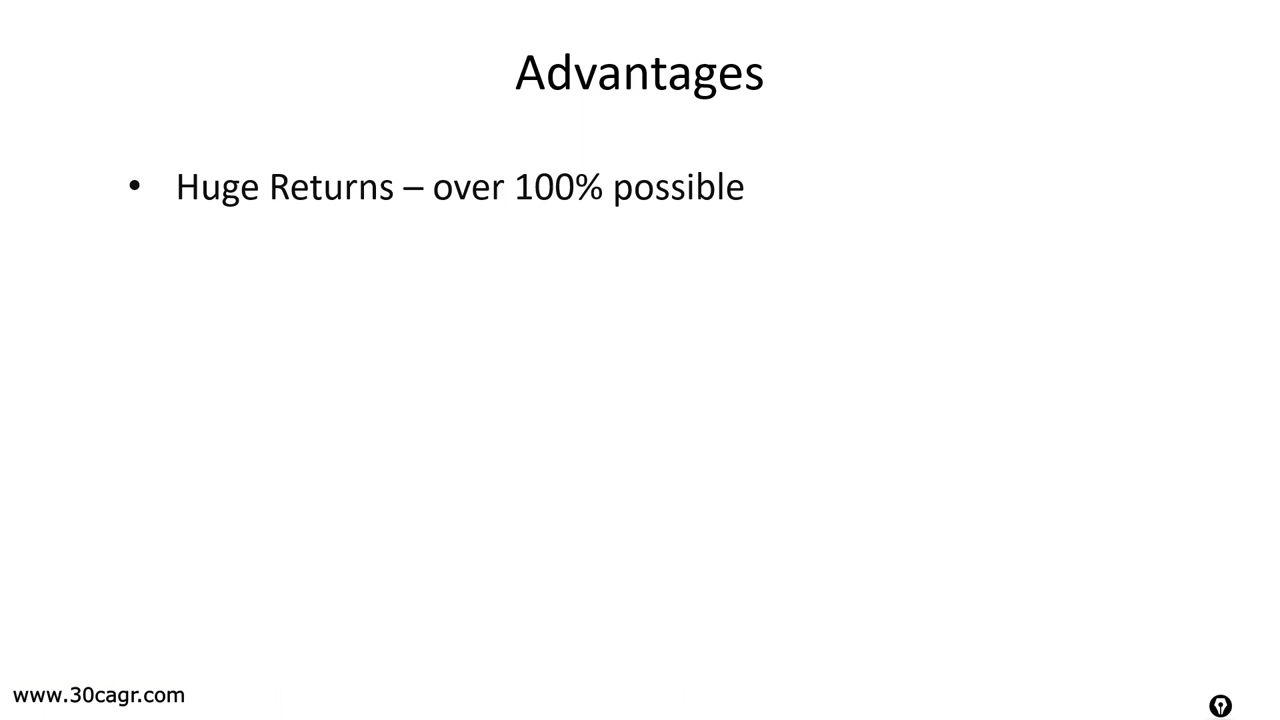 Advantages
• Huge Returns – over 100% possible
www.30cagr.com